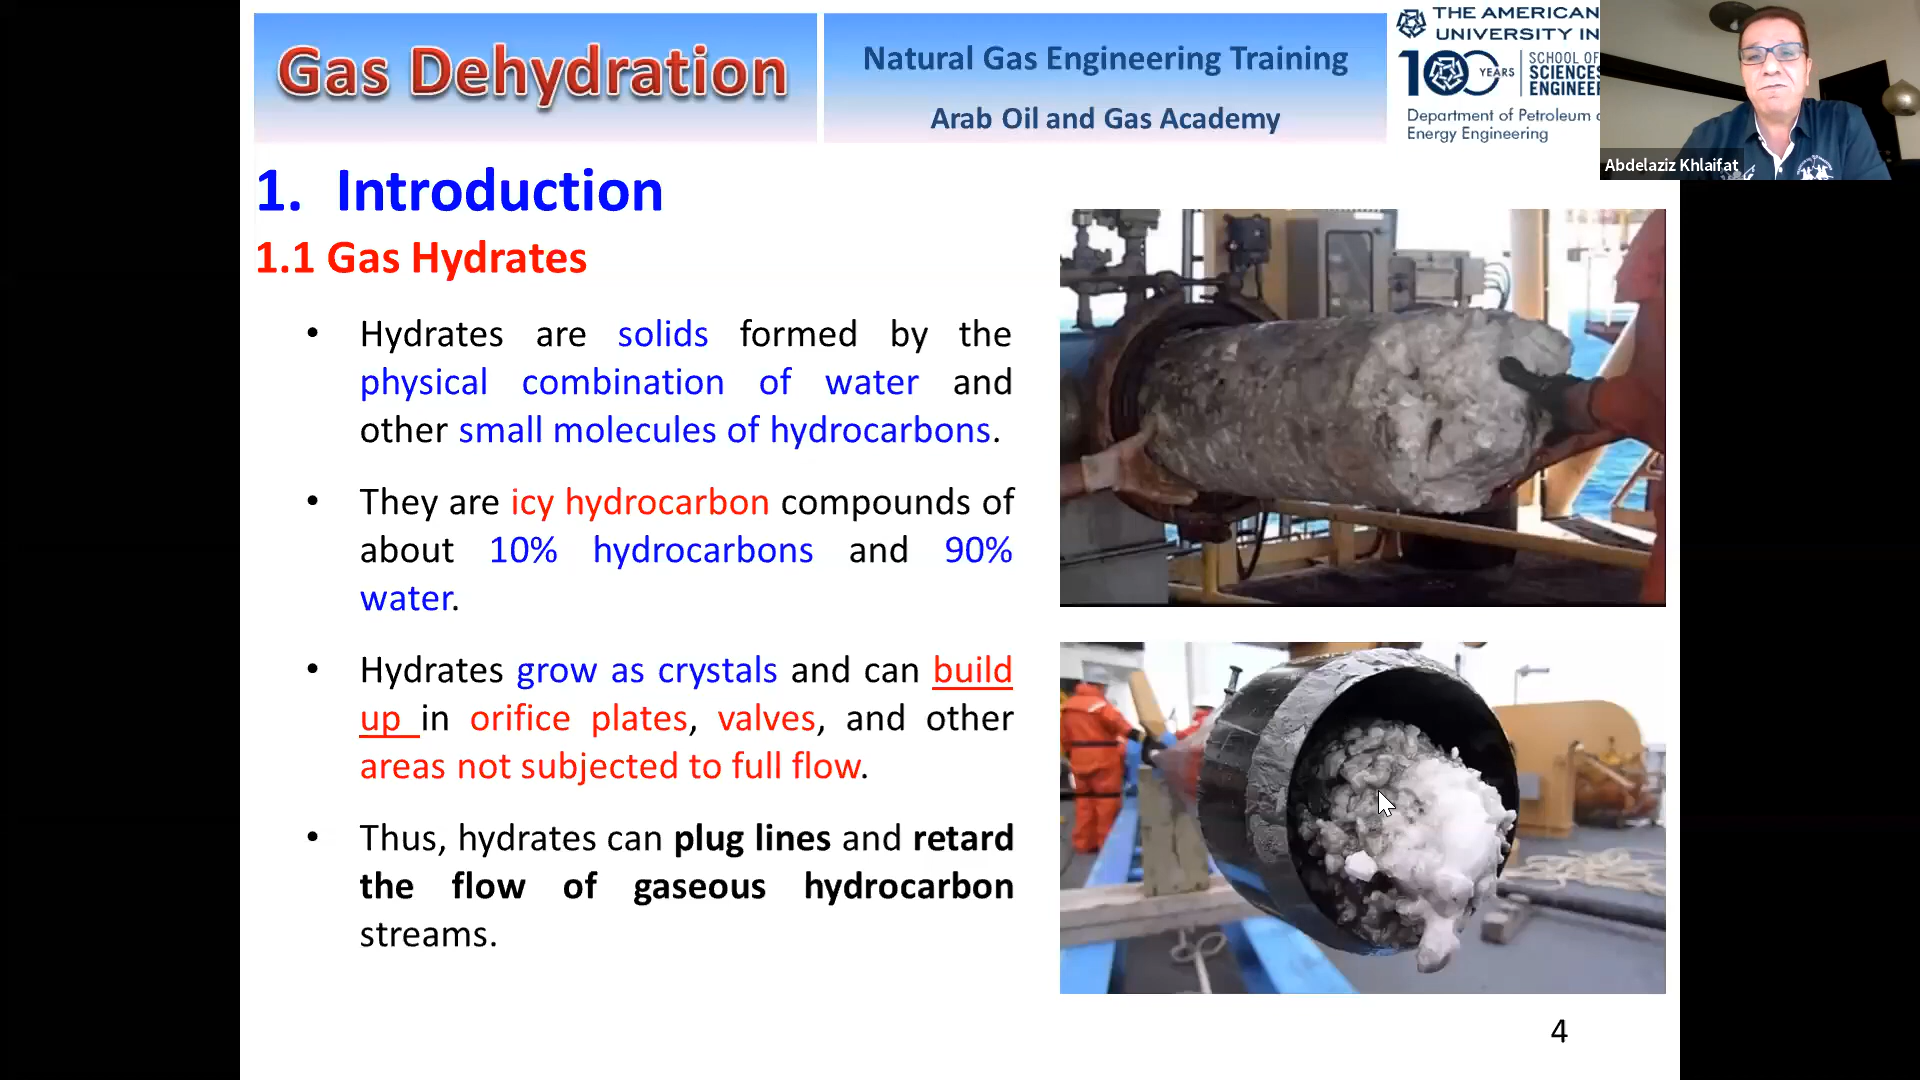 Gas Dehydration
Natural Gas Engineering Training
Arab Oil and Gas Academy
THE AMERICAN
UNIVERSITY IN
100 YEARS
SCHOOL OF
SCIENCES
ENGINEER
Department of Petroleum
Energy Engineering
Abdelaziz Khlaifat
1. Introduction
1.1 Gas Hydrates
• Hydrates are solids formed by the
physical combination of water and
other small molecules of hydrocarbons.
• They are icy hydrocarbon compounds of
about 10% hydrocarbons and 90%
water.
• Hydrates grow as crystals and can build
up in orifice plates, valves, and other
areas not subjected to full flow.
• Thus, hydrates can plug lines and retard
the flow of gaseous hydrocarbon
streams.
4